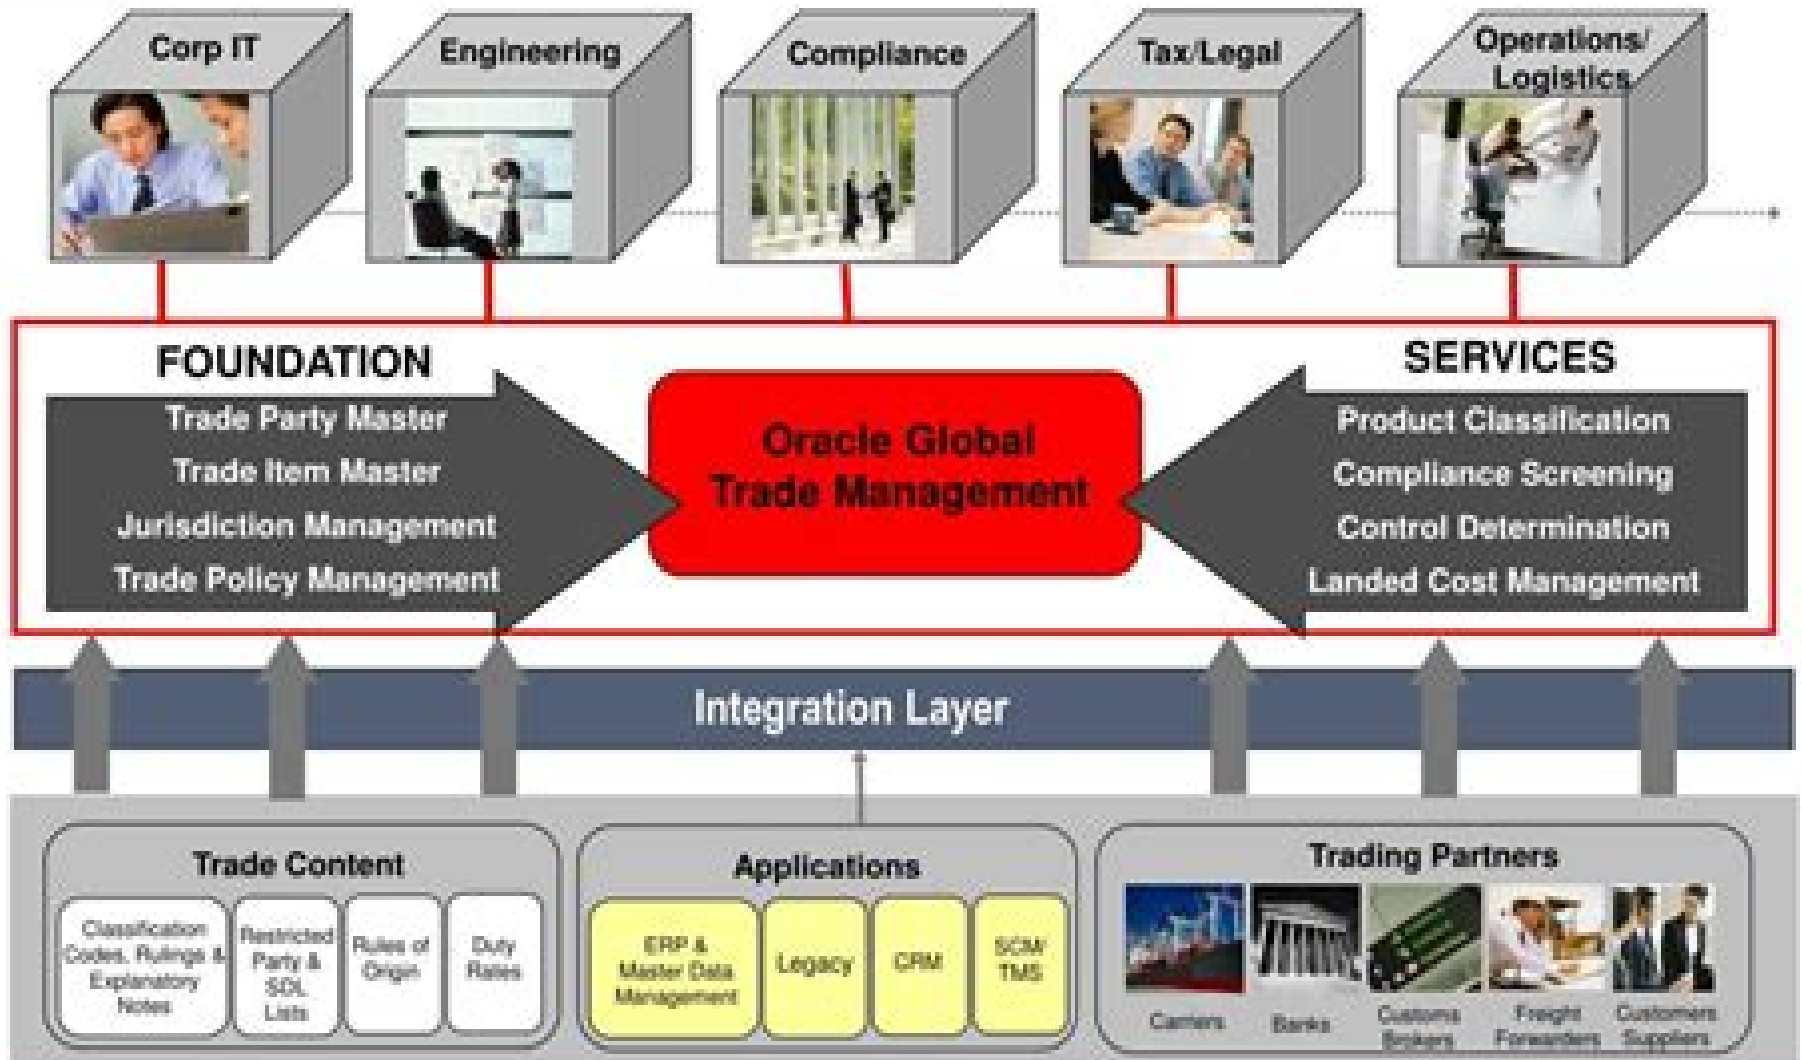 Corp IT
Engineering
Compliance
Tax/Legal
Operations/
Logistics
FOUNDATION
Trade Party Master
Trade Item Master
Jurisdiction Management
Trade Policy Management
Oracle Global
Trade Management
SERVICES
Product Classification
Compliance Screening
Control Determination
Landed Cost Management
Integration Layer
Trade Content
Classification
Codes, Rulings &
Explanatory
Notes
Restricted
Party &
SDL
Lists
Rules of
Origin
Duty
Rates
Applications
ERP &
Master Data
Management
Legacy
CRM
SCM/
TMS
Trading Partners
Carriers
Banks
Customs
Brokers
Freight
Forwarders
Customers
Suppliers